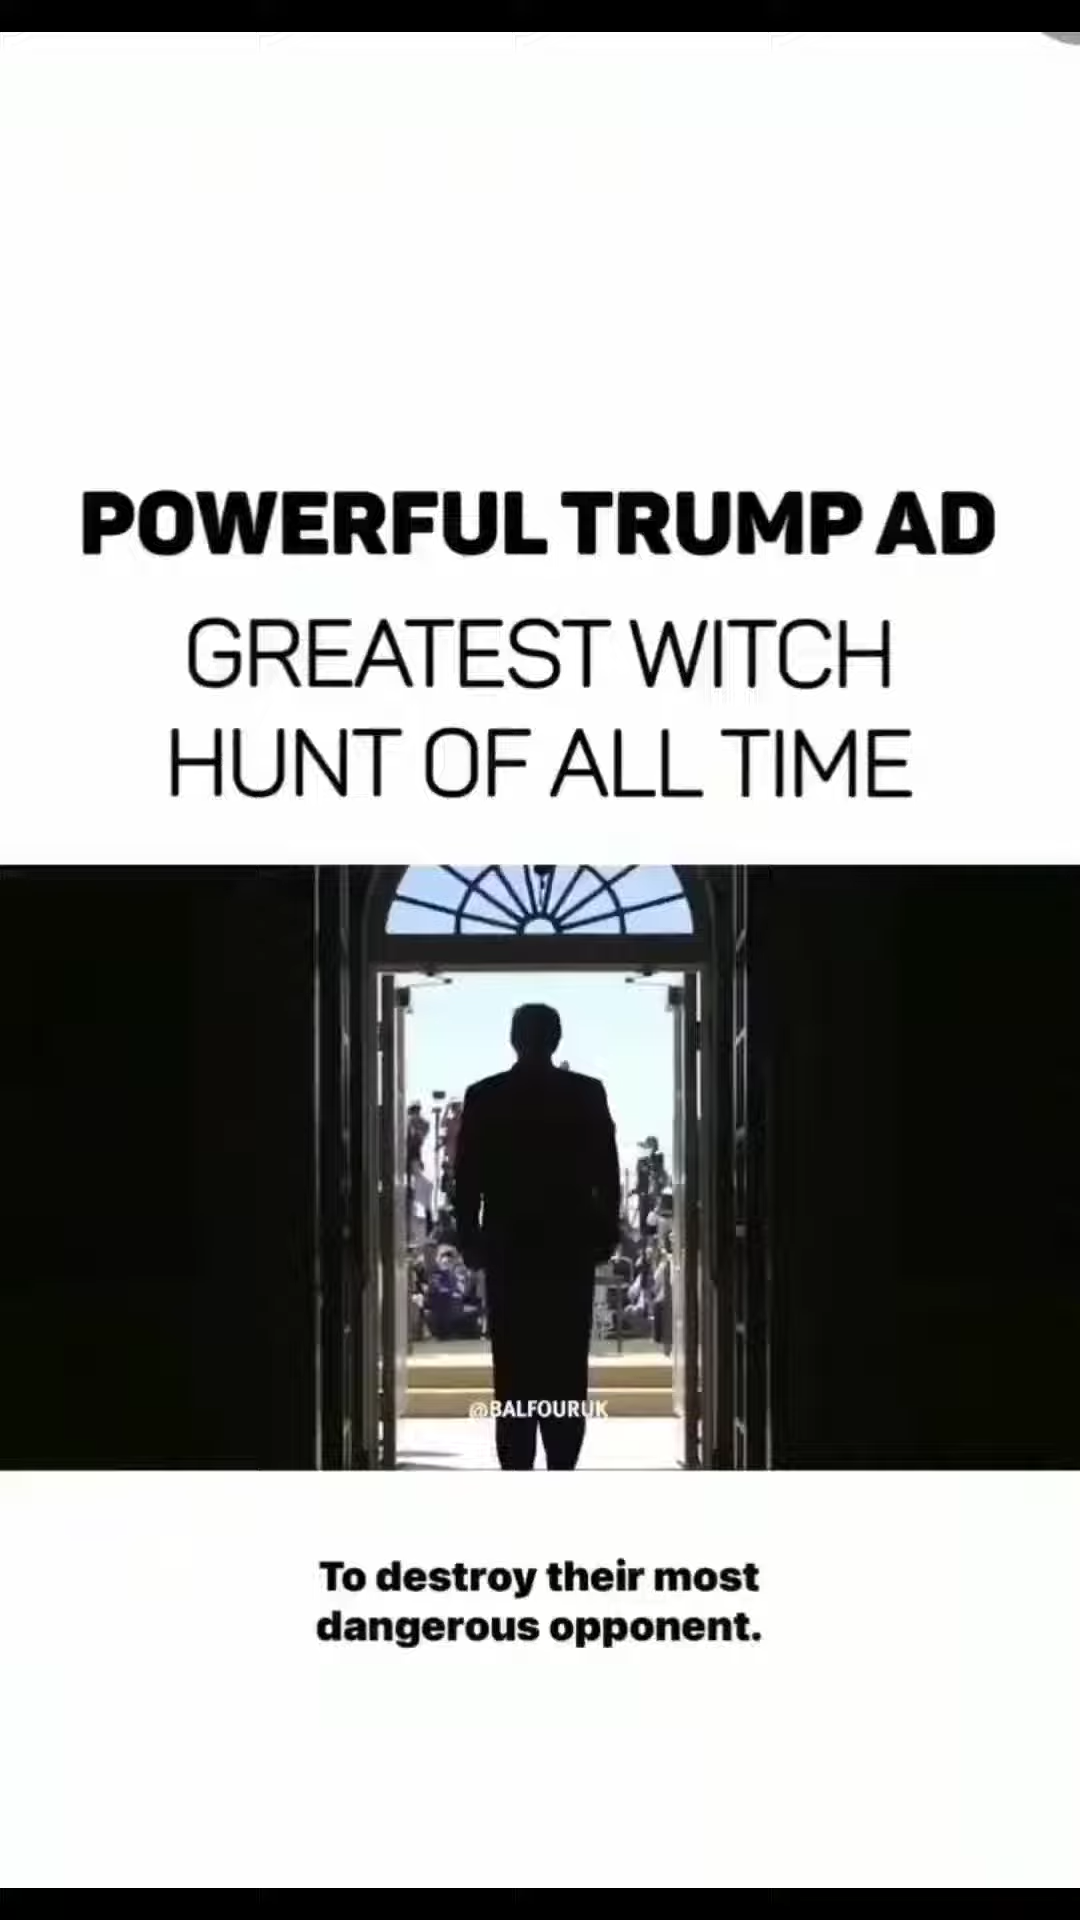 POWERFUL TRUMP AD
GREATEST WITCH
HUNT OF ALL TIME
@BALFOURUK
To destroy their most
dangerous opponent.